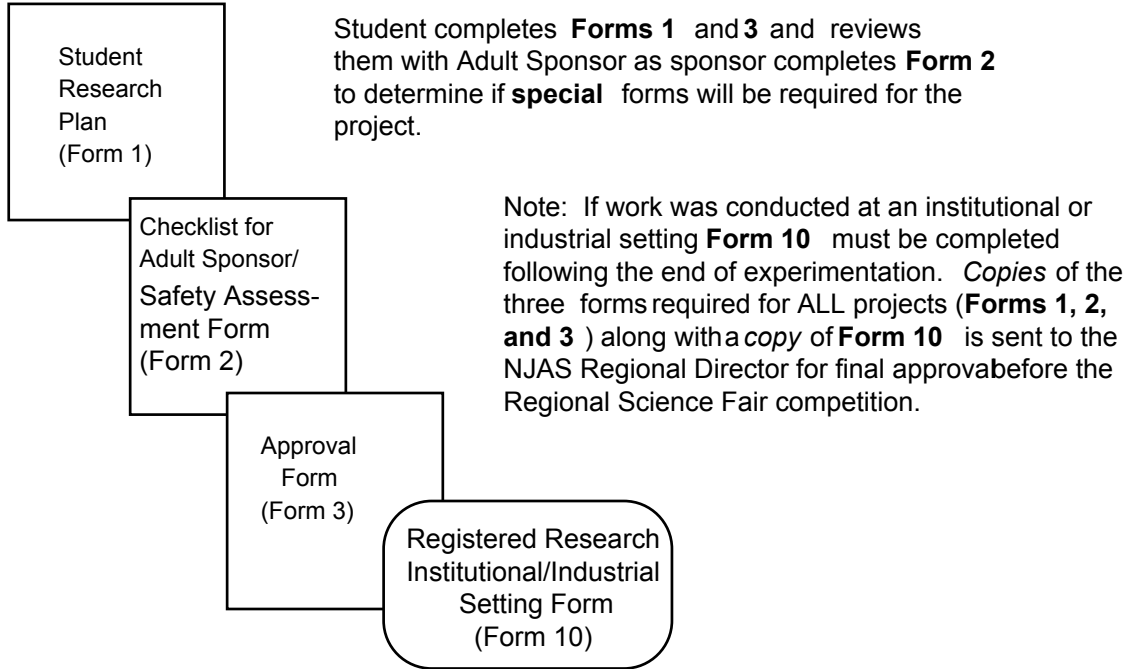 Student
Research
Plan
(Form 1)
Student completes Forms 1 and 3 and reviews
them with Adult Sponsor as sponsor completes Form 2
to determine if special forms will be required for the
project.
Checklist for
Adult Sponsor/
Safety Assess-
ment Form
(Form 2)
Note: If work was conducted at an institutional or
industrial setting Form 10 must be completed
following the end of experimentation. Copies of the
three forms required for ALL projects (Forms 1, 2,
and 3 ) along with a copy of Form 10 is sent to the
NJAS Regional Director for final approval before the
Regional Science Fair competition.
Approval
Form
(Form 3)
Registered Research
Institutional/Industrial
Setting Form
(Form 10)